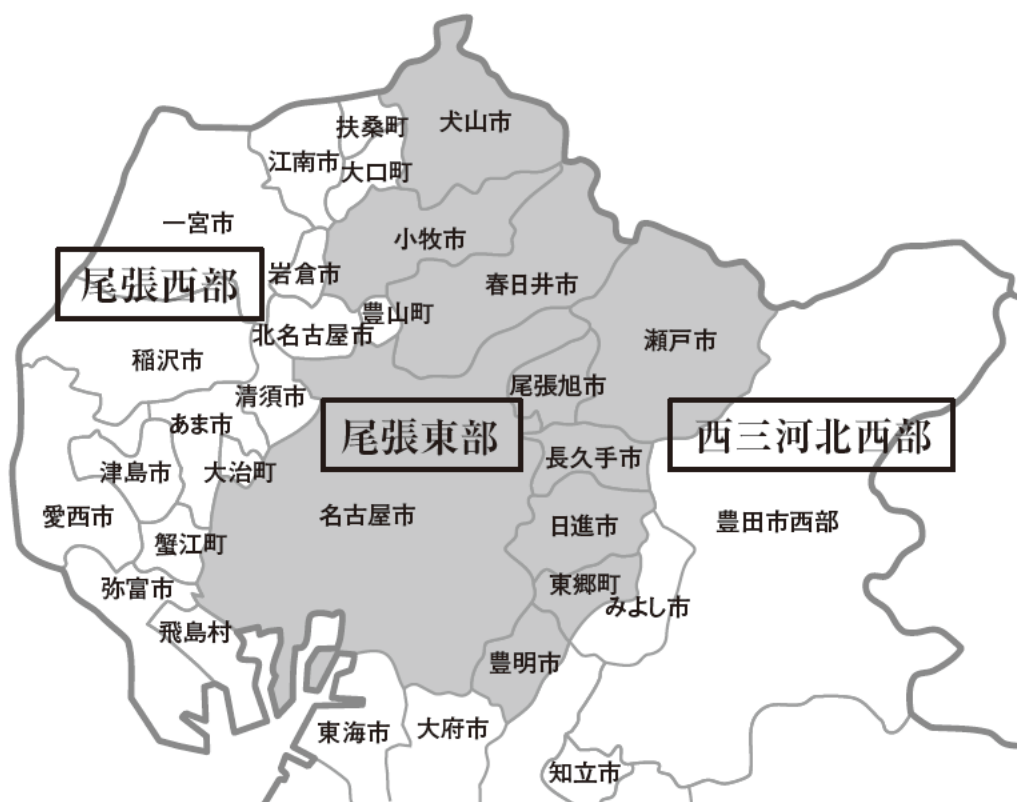 犬山市
扶桑町
江南市
大口町
一宮市
小牧市
尾張西部
岩倉市
春日井市
豊山町
北名古屋市
瀬戸市
稲沢市
尾張旭市
清須市
あま市
尾張東部
西三河北西部
長久手市
津島市
大治町
愛西市
名古屋市
日進市
豊田市西部
蟹江町
弥富市
東郷町
みよし市
飛島村
豊明市
東海市
大府市
知立市